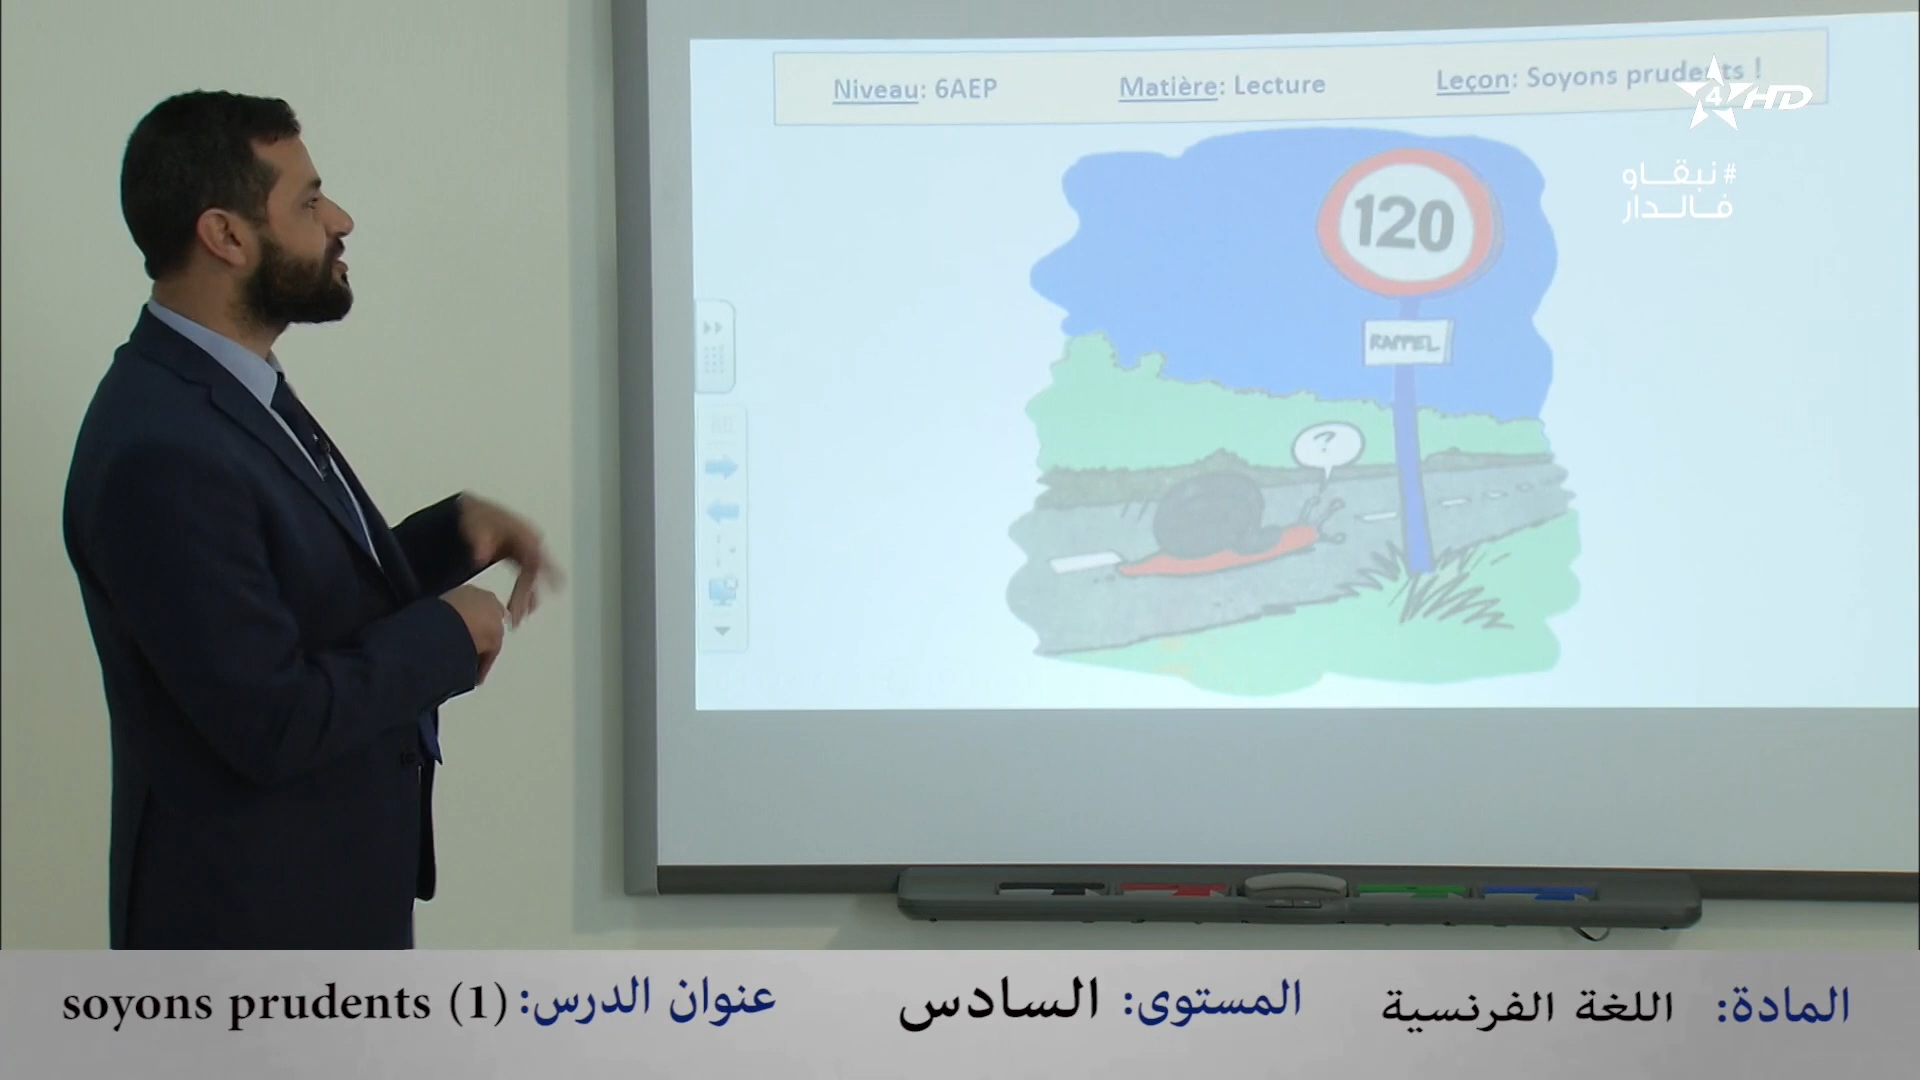 Niveau: 6AEP Matière: Lecture Leçon: Soyons prudents !
4 HD
#نبقاو
فالدار
120
RAPPEL
?
المادة: اللغة الفرنسية المستوى: السادس عنوان الدرس: soyons prudents (1)